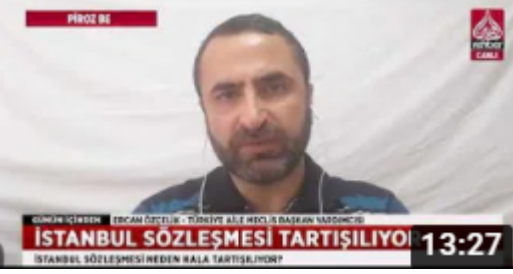 PİROZ BE
rehber
CANLI
GÜNÜN İÇİNDEN
ERCAN ÖZÇELİK - TÜRKİYE AİLE MECLİS BAŞKAN YARDIMCISI
İSTANBUL SÖZLEŞMESİ TARTIŞILIYOR
13:27
İSTANBUL SÖZLEŞMESİ NEDEN HALA TARTIŞILIYOR?